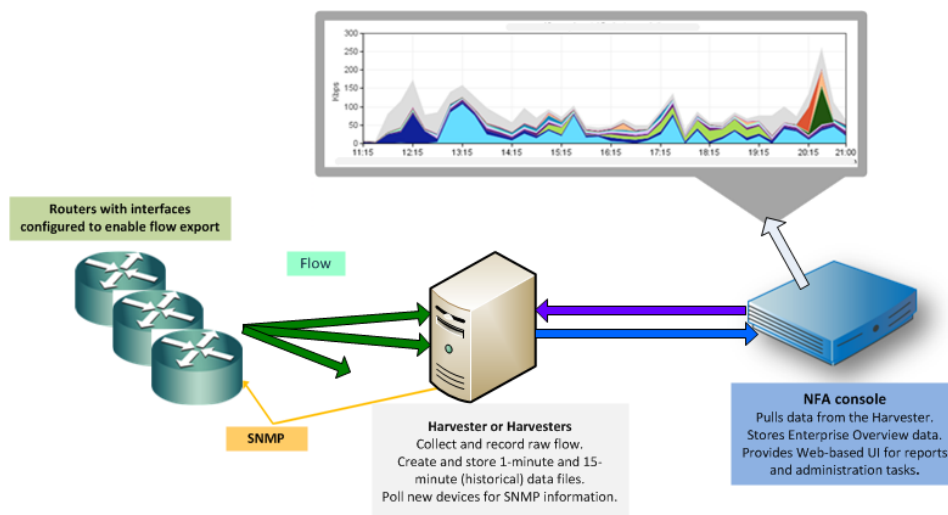 300
250
200
150
100
50
0
Kbps
11:15 12:15 13:15 14:15 15:15 16:15 17:15 18:15 19:15 20:15 21:00
Routers with interfaces
configured to enable flow export
Flow
SNMP
Harvester or Harvesters
Collect and record raw flow.
Create and store 1-minute and 15-
minute (historical) data files.
Poll new devices for SNMP information.
NFA console
Pulls data from the Harvester.
Stores Enterprise Overview data.
Provides Web-based UI for reports
and administration tasks.